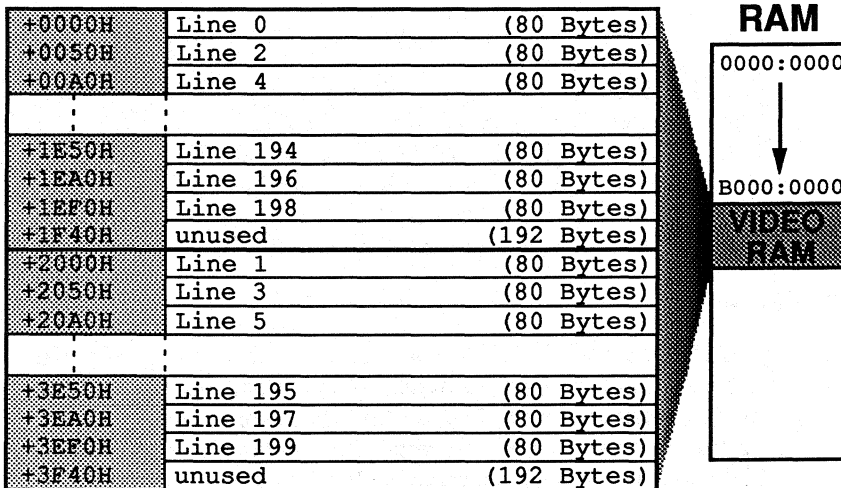 +0000H Line 0 (80 Bytes)
+0050H Line 2 (80 Bytes)
+00A0H Line 4 (80 Bytes)
+1E50H Line 194 (80 Bytes)
+1EA0H Line 196 (80 Bytes)
+1EF0H Line 198 (80 Bytes)
+1F40H unused (192 Bytes)
+2000H Line 1 (80 Bytes)
+2050H Line 3 (80 Bytes)
+20A0H Line 5 (80 Bytes)
+3E50H Line 195 (80 Bytes)
+3EA0H Line 197 (80 Bytes)
+3EF0H Line 199 (80 Bytes)
+3F40H unused (192 Bytes)
RAM
0000:0000
B000:0000
VIDEO
RAM